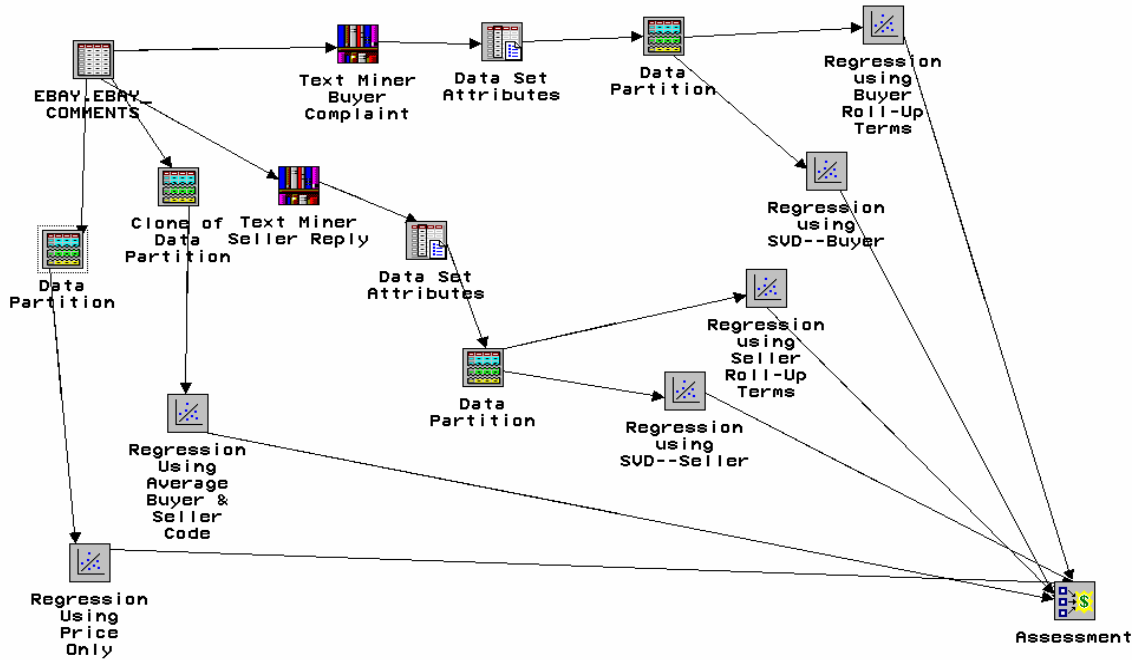 EBAY.EBAY_
COMMENTS
Text Miner
Buyer
Complaint
Data Set
Attributes
Data
Partition
Regression
using
Buyer
Roll-Up
Terms
Regression
using
SVD--Buyer
Clone of
Data
Partition
Text Miner
Seller Reply
Data Set
Attributes
Data
Partition
Regression
using
Seller
Roll-Up
Terms
Data
Partition
Regression
using
SVD--Seller
Regression
Using
Average
Buyer &
Seller
Code
Regression
Using
Price
Only
$
Assessment